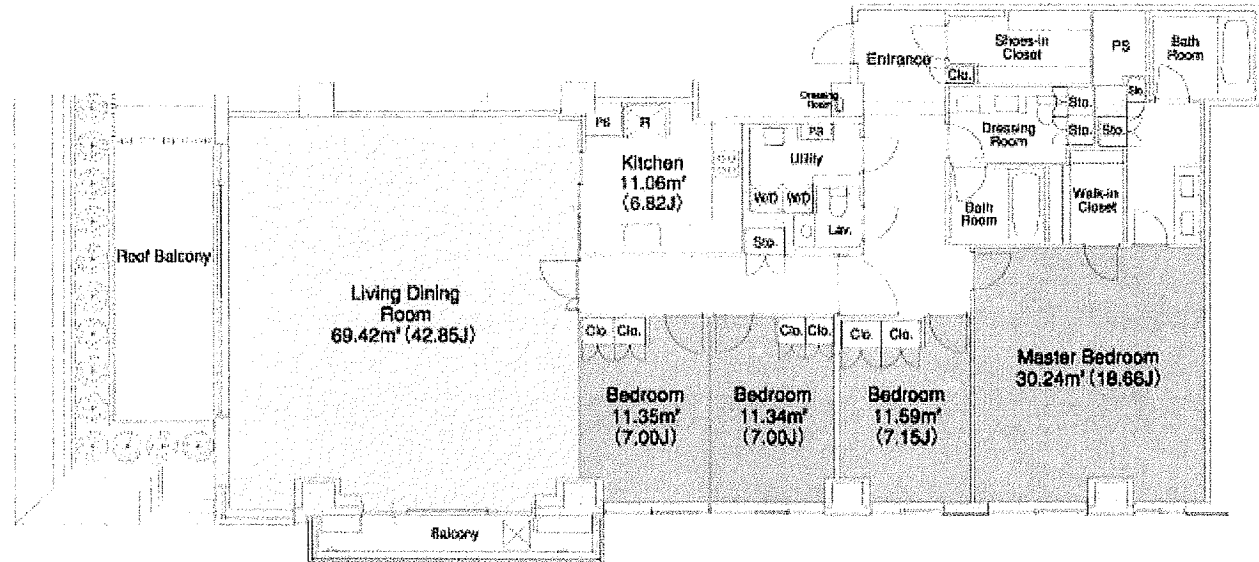 Entrance
Shoes-in
Closet
PS
Bath
Room
Clo.
Sto.
Dressing
Room
PS
R
PS
Sto.
Dressing
Room
Sto.
Sto.
Kitchen
11.06m²
(6.82J)
Utility
W/D
W/D
Bath
Room
Walk-in
Closet
Lav.
Sto.
Roof Balcony
Living Dining
Room
69.42m² (42.85J)
Clo.
Clo.
Clo.
Clo.
Clo.
Clo.
Master Bedroom
30.24m² (18.66J)
Bedroom
11.35m²
(7.00J)
Bedroom
11.34m²
(7.00J)
Bedroom
11.59m²
(7.15J)
Balcony